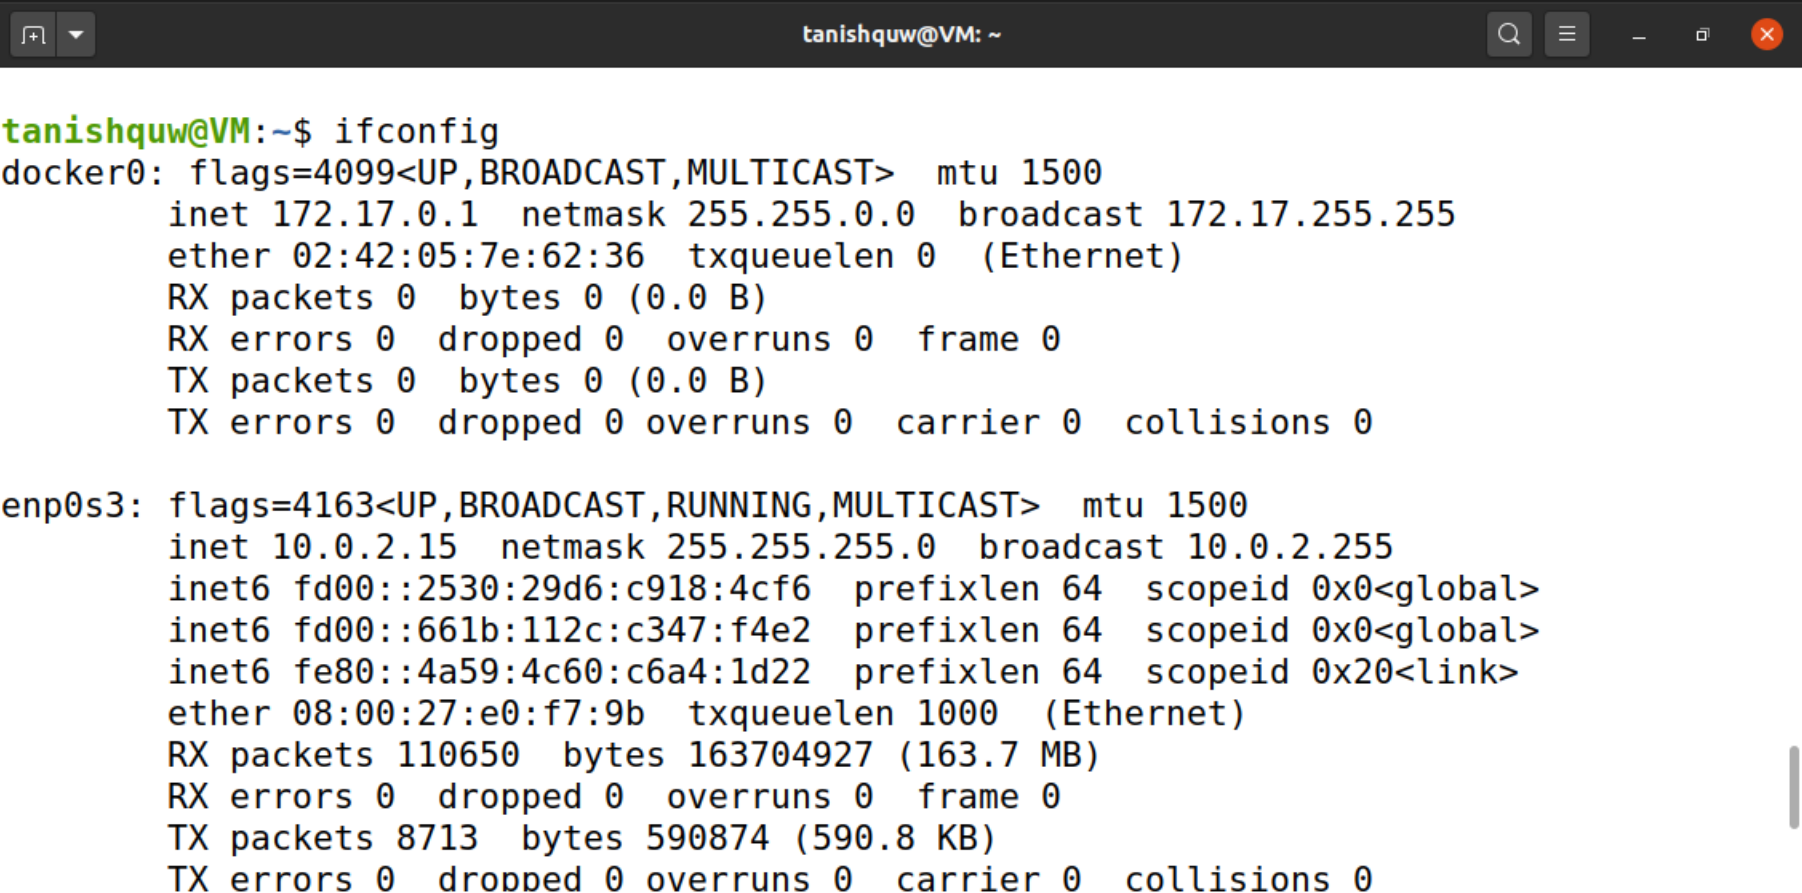 tanishquw@VM: ~
tanishquw@VM:~$ ifconfig
docker0: flags=4099<UP,BROADCAST,MULTICAST>  mtu 1500
        inet 172.17.0.1  netmask 255.255.0.0  broadcast 172.17.255.255
        ether 02:42:05:7e:62:36  txqueuelen 0  (Ethernet)
        RX packets 0  bytes 0 (0.0 B)
        RX errors 0  dropped 0  overruns 0  frame 0
        TX packets 0  bytes 0 (0.0 B)
        TX errors 0  dropped 0 overruns 0  carrier 0  collisions 0

enp0s3: flags=4163<UP,BROADCAST,RUNNING,MULTICAST>  mtu 1500
        inet 10.0.2.15  netmask 255.255.255.0  broadcast 10.0.2.255
        inet6 fd00::2530:29d6:c918:4cf6  prefixlen 64  scopeid 0x0<global>
        inet6 fd00::661b:112c:c347:f4e2  prefixlen 64  scopeid 0x0<global>
        inet6 fe80::4a59:4c60:c6a4:1d22  prefixlen 64  scopeid 0x20<link>
        ether 08:00:27:e0:f7:9b  txqueuelen 1000  (Ethernet)
        RX packets 110650  bytes 163704927 (163.7 MB)
        RX errors 0  dropped 0  overruns 0  frame 0
        TX packets 8713  bytes 590874 (590.8 KB)
        TX errors 0  dropped 0 overruns 0  carrier 0  collisions 0